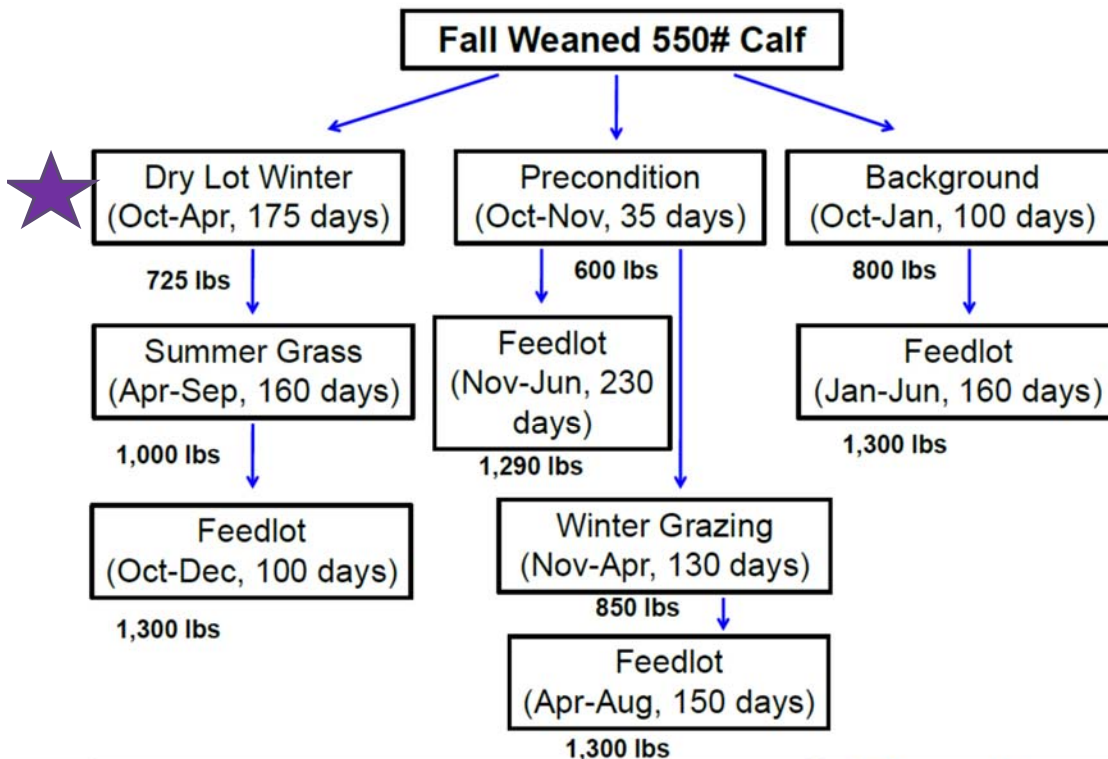 Fall Weaned 550# Calf
Dry Lot Winter
(Oct-Apr, 175 days)
725 lbs
Summer Grass
(Apr-Sep, 160 days)
1,000 lbs
Feedlot
(Oct-Dec, 100 days)
1,300 lbs
Precondition
(Oct-Nov, 35 days)
600 lbs
Feedlot
(Nov-Jun, 230
days)
1,290 lbs
Winter Grazing
(Nov-Apr, 130 days)
850 lbs
Feedlot
(Apr-Aug, 150 days)
1,300 lbs
Background
(Oct-Jan, 100 days)
800 lbs
Feedlot
(Jan-Jun, 160 days)
1,300 lbs